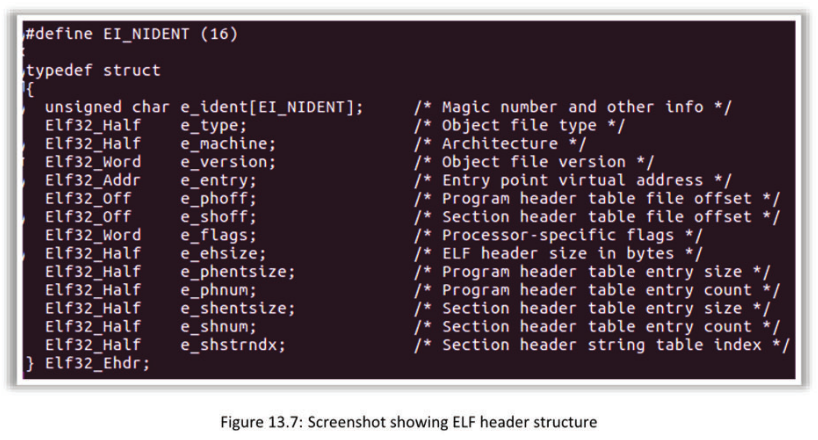 #define EI_NIDENT (16)
typedef struct
{
unsigned char e_ident[EI_NIDENT]; /* Magic number and other info */
Elf32_Half e_type; /* Object file type */
Elf32_Half e_machine; /* Architecture */
Elf32_Word e_version; /* Object file version */
Elf32_Addr e_entry; /* Entry point virtual address */
Elf32_Off e_phoff; /* Program header table file offset */
Elf32_Off e_shoff; /* Section header table file offset */
Elf32_Word e_flags; /* Processor-specific flags */
Elf32_Half e_ehsize; /* ELF header size in bytes */
Elf32_Half e_phentsize; /* Program header table entry size */
Elf32_Half e_phnum; /* Program header table entry count */
Elf32_Half e_shentsize; /* Section header table entry size */
Elf32_Half e_shnum; /* Section header table entry count */
Elf32_Half e_shstrndx; /* Section header string table index */
} Elf32_Ehdr;
Figure 13.7: Screenshot showing ELF header structure